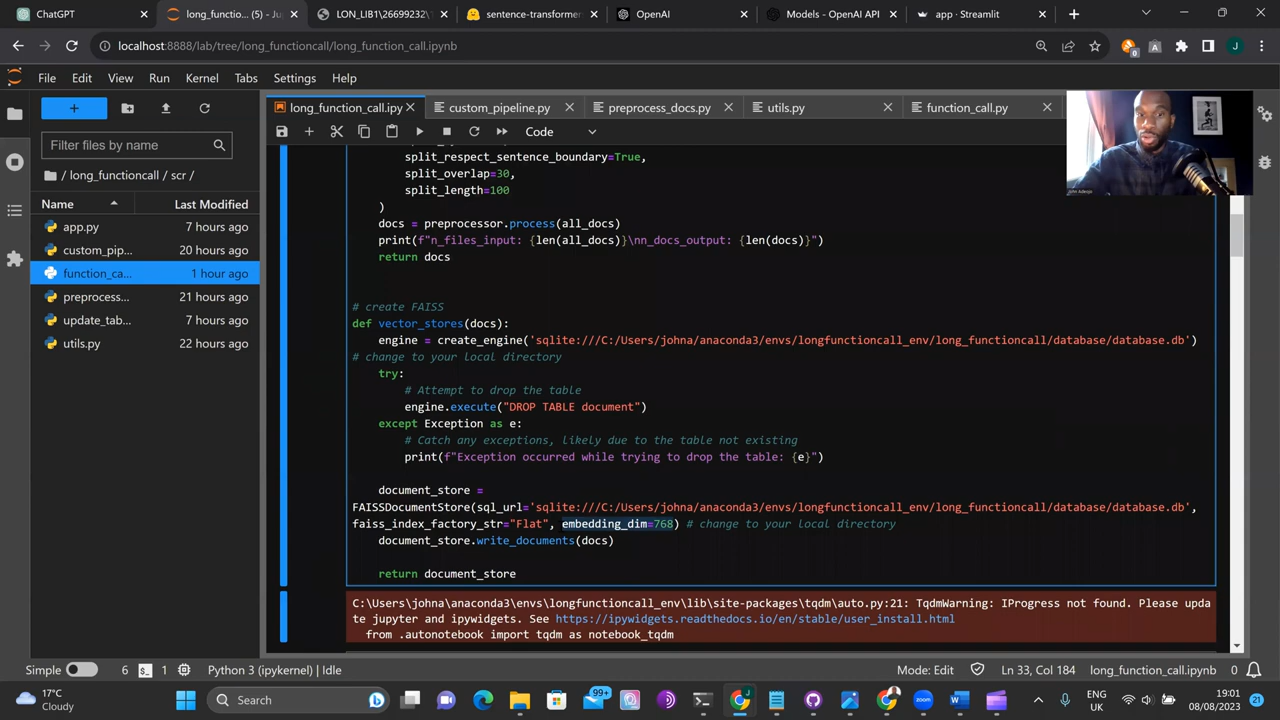 ChatGPT
long_functio... (5) - Jup
LON_LIB1\26699232/
sentence-transformer
OpenAI
Models - OpenAI API
app · Streamlit
localhost:8888/lab/tree/long_functioncall/long_function_call.ipynb
J
File Edit View Run Kernel Tabs Settings Help
long_function_call.ipy
custom_pipeline.py
preprocess_docs.py
utils.py
function_call.py
Code
Filter files by name
/ long_functioncall / scr /
Name Last Modified
app.py 7 hours ago
custom_pip... 20 hours ago
function_ca... 1 hour ago
preprocess... 21 hours ago
update_tab... 7 hours ago
utils.py 22 hours ago
split_respect_sentence_boundary=True,
split_overlap=30,
split_length=100
)
docs = preprocessor.process(all_docs)
print(f"n_files_input: {len(all_docs)}\nn_docs_output: {len(docs)}")
return docs
# create FAISS
def vector_stores(docs):
engine = create_engine('sqlite:///C:/Users/johna/anaconda3/envs/longfunctioncall_env/long_functioncall/database/database.db')
# change to your local directory
try:
# Attempt to drop the table
engine.execute("DROP TABLE document")
except Exception as e:
# Catch any exceptions, likely due to the table not existing
print(f"Exception occurred while trying to drop the table: {e}")
document_store =
FAISSDocumentStore(sql_url='sqlite:///C:/Users/johna/anaconda3/envs/longfunctioncall_env/long_functioncall/database/database.db',
faiss_index_factory_str="Flat", embedding_dim=768) # change to your local directory
document_store.write_documents(docs)
return document_store
C:\Users\johna\anaconda3\envs\longfunctioncall_env\lib\site-packages\tqdm\auto.py:21: TqdmWarning: IProgress not found. Please upda
te jupyter and ipywidgets. See https://ipywidgets.readthedocs.io/en/stable/user_install.html
from .autonotebook import tqdm as notebook_tqdm
John Adeojo
Simple 6 1 Python 3 (ipykernel) | Idle Mode: Edit Ln 33, Col 184 long_function_call.ipynb 0
17°C
Cloudy
Search
99+
ENG
UK
19:01
08/08/2023
21